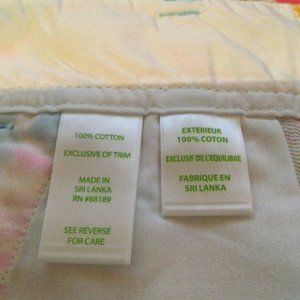 100% COTTON
EXCLUSIVE OF TRIM
MADE IN
SRI LANKA
RN #88189
SEE REVERSE
FOR CARE
EXTERIEUR
100% COTON
EXCLUSIF DE L'EQUILIBRE
FABRIQUE EN
SRI LANKA